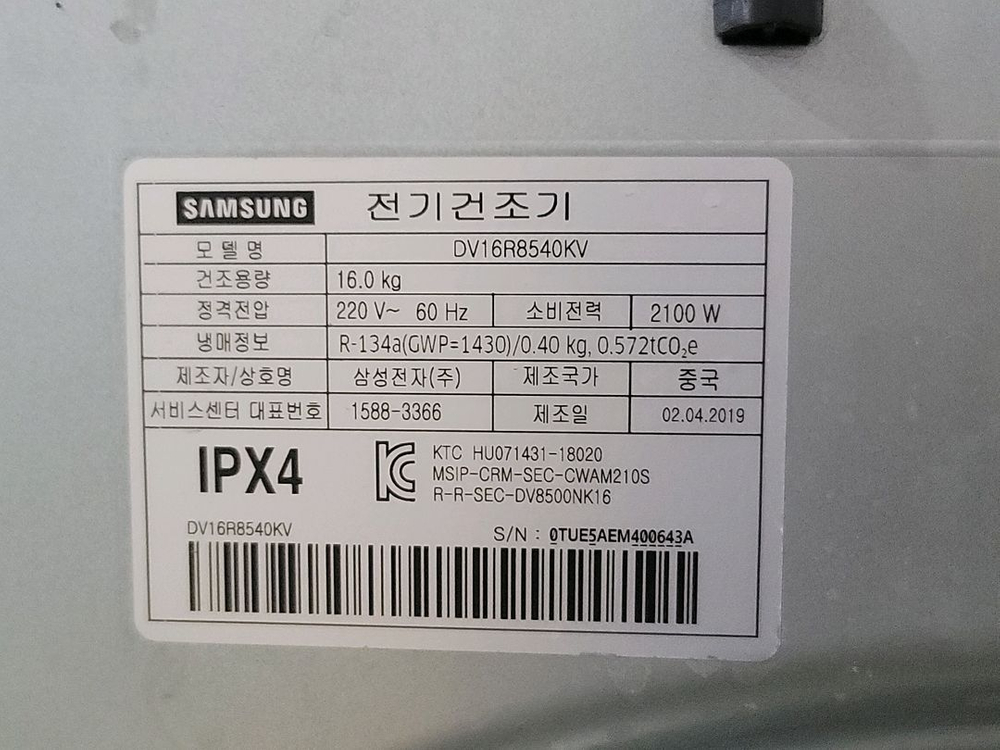 SAMSUNG 전기건조기
모델명 DV16R8540KV
건조용량 16.0 kg
정격전압 220 V~ 60 Hz 소비전력 2100 W
냉매정보 R-134a(GWP=1430)/0.40 kg, 0.572tCO₂e
제조자/상호명 삼성전자(주) 제조국가 중국
서비스센터 대표번호 1588-3366 제조일 02.04.2019
IPX4
KTC HU071431-18020
MSIP-CRM-SEC-CWAM210S
R-R-SEC-DV8500NK16
DV16R8540KV S/N : 0TUE5AEM400643A